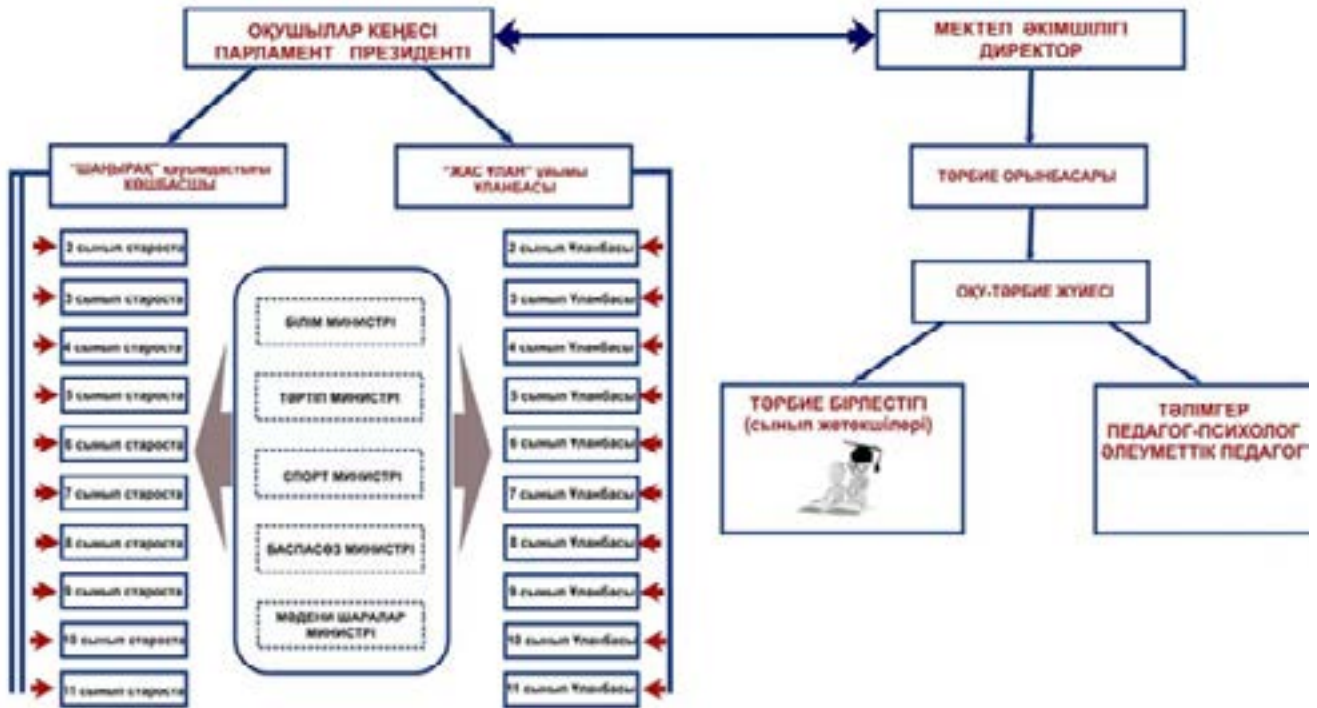 ОҚУШЫЛАР КЕҢЕСІ
ПАРЛАМЕНТ ПРЕЗИДЕНТІ
МЕКТЕП ӘКІМШІЛІГІ
ДИРЕКТОР
"ШАҢЫРАҚ" қауымдастығы
КӨШБАСШЫ
"ЖАС ҰЛАН" ұйымы
ҰЛАНБАСЫ
ТӘРБИЕ ОРЫНБАСАРЫ
2 сынып староста
3 сынып староста
4 сынып староста
5 сынып староста
6 сынып староста
7 сынып староста
8 сынып староста
9 сынып староста
10 сынып староста
11 сынып староста
БІЛІМ МИНИСТРІ
ТӘРТІП МИНИСТРІ
СПОРТ МИНИСТРІ
БАСПАСӨЗ МИНИСТРІ
МӘДЕНИ ШАРАЛАР
МИНИСТРІ
2 сынып Ұланбасы
3 сынып Ұланбасы
4 сынып Ұланбасы
5 сынып Ұланбасы
6 сынып Ұланбасы
7 сынып Ұланбасы
8 сынып Ұланбасы
9 сынып Ұланбасы
10 сынып Ұланбасы
11 сынып Ұланбасы
ОҚУ-ТӘРБИЕ ЖҮЙЕСІ
ТӘРБИЕ БІРЛЕСТІГІ
(сынып жетекшілері)
ТӘЛІМГЕР
ПЕДАГОГ-ПСИХОЛОГ
ӘЛЕУМЕТТІК ПЕДАГОГ